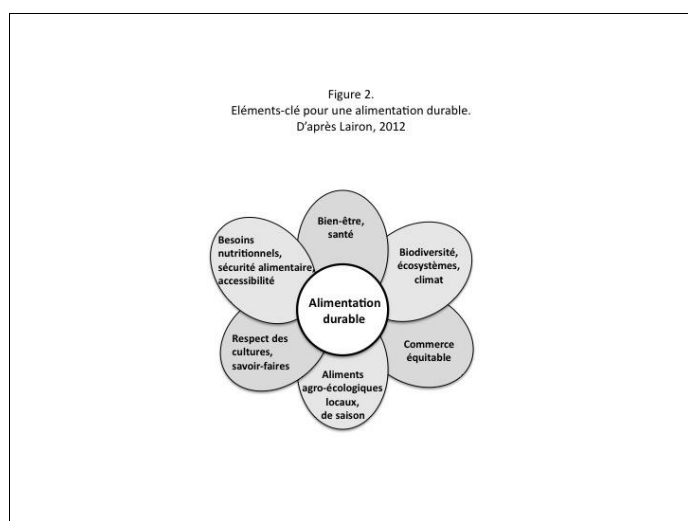 Figure 2.
Eléments-clé pour une alimentation durable.
D'après Lairon, 2012
Bien-être,
santé
Besoins
nutritionnels,
sécurité alimentaire,
accessibilité
Biodiversité,
écosystèmes,
climat
Alimentation
durable
Respect des
cultures,
savoir-faires
Commerce
équitable
Aliments
agro-écologiques
locaux,
de saison